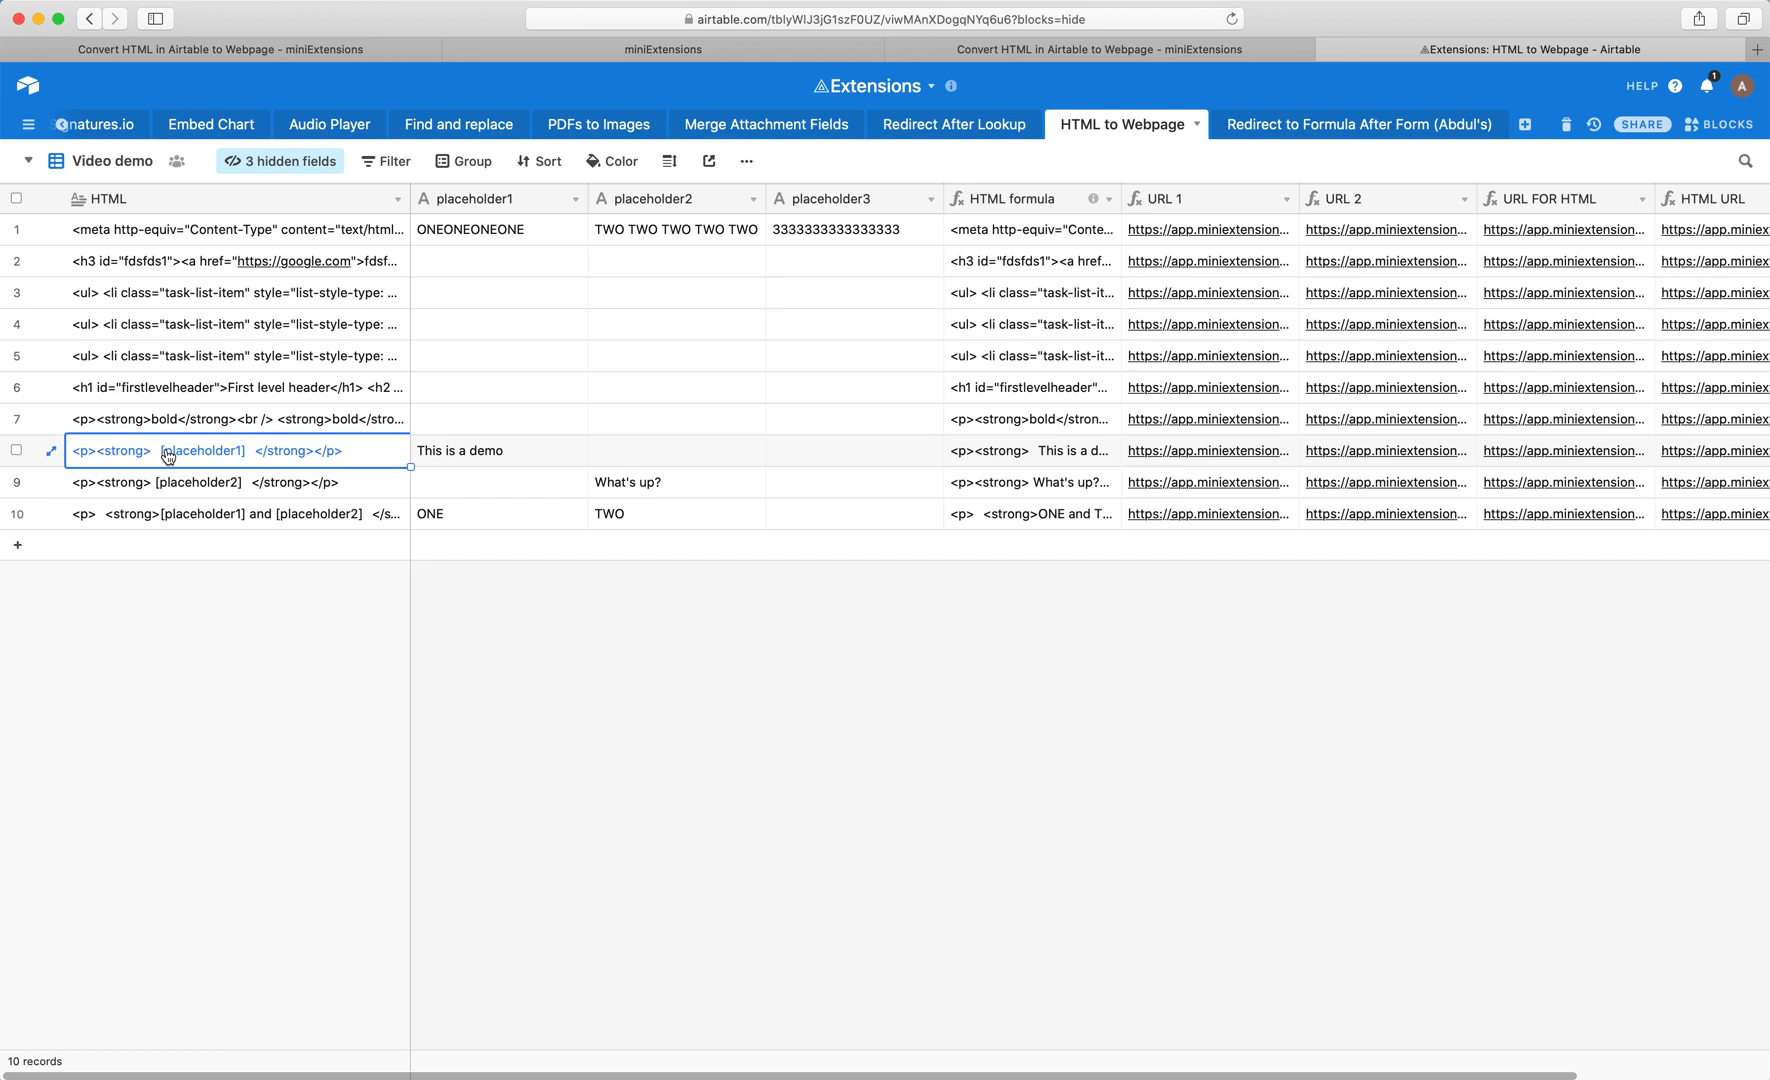 airtable.com/tblyWIJ3jG1szF0UZ/viwMAnXDogqNYq6u6?blocks=hide
Convert HTML in Airtable to Webpage - miniExtensions
miniExtensions
Convert HTML in Airtable to Webpage - miniExtensions
Extensions: HTML to Webpage - Airtable
Extensions
HELP
1
A
natures.io
Embed Chart
Audio Player
Find and replace
PDFs to Images
Merge Attachment Fields
Redirect After Lookup
HTML to Webpage
Redirect to Formula After Form (Abdul's)
SHARE
BLOCKS
Video demo
3 hidden fields
Filter
Group
Sort
Color
HTML placeholder1 placeholder2 placeholder3 HTML formula URL 1 URL 2 URL FOR HTML HTML URL
1 <meta http-equiv="Content-Type" content="text/html... ONEONEONEONE TWO TWO TWO TWO TWO 3333333333333333 <meta http-equiv="Conte... https://app.miniextension... https://app.miniextension... https://app.miniextension... https://app.miniex
2 <h3 id="fdsfds1"><a href="https://google.com">fdsf... <h3 id="fdsfds1"><a href... https://app.miniextension... https://app.miniextension... https://app.miniextension... https://app.miniex
3 <ul> <li class="task-list-item" style="list-style-type: ... <ul> <li class="task-list-it... https://app.miniextension... https://app.miniextension... https://app.miniextension... https://app.miniex
4 <ul> <li class="task-list-item" style="list-style-type: ... <ul> <li class="task-list-it... https://app.miniextension... https://app.miniextension... https://app.miniextension... https://app.miniex
5 <ul> <li class="task-list-item" style="list-style-type: ... <ul> <li class="task-list-it... https://app.miniextension... https://app.miniextension... https://app.miniextension... https://app.miniex
6 <h1 id="firstlevelheader">First level header</h1> <h2 ... <h1 id="firstlevelheader"... https://app.miniextension... https://app.miniextension... https://app.miniextension... https://app.miniex
7 <p><strong>bold</strong><br /> <strong>bold</stro... <p><strong>bold</stron... https://app.miniextension... https://app.miniextension... https://app.miniextension... https://app.miniex
<p><strong> [placeholder1] </strong></p> This is a demo <p><strong> This is a d... https://app.miniextension... https://app.miniextension... https://app.miniextension... https://app.miniex
9 <p><strong> [placeholder2] </strong></p> What's up? <p><strong> What's up?... https://app.miniextension... https://app.miniextension... https://app.miniextension... https://app.miniex
10 <p> <strong>[placeholder1] and [placeholder2] </s... ONE TWO <p> <strong>ONE and T... https://app.miniextension... https://app.miniextension... https://app.miniextension... https://app.miniex
10 records